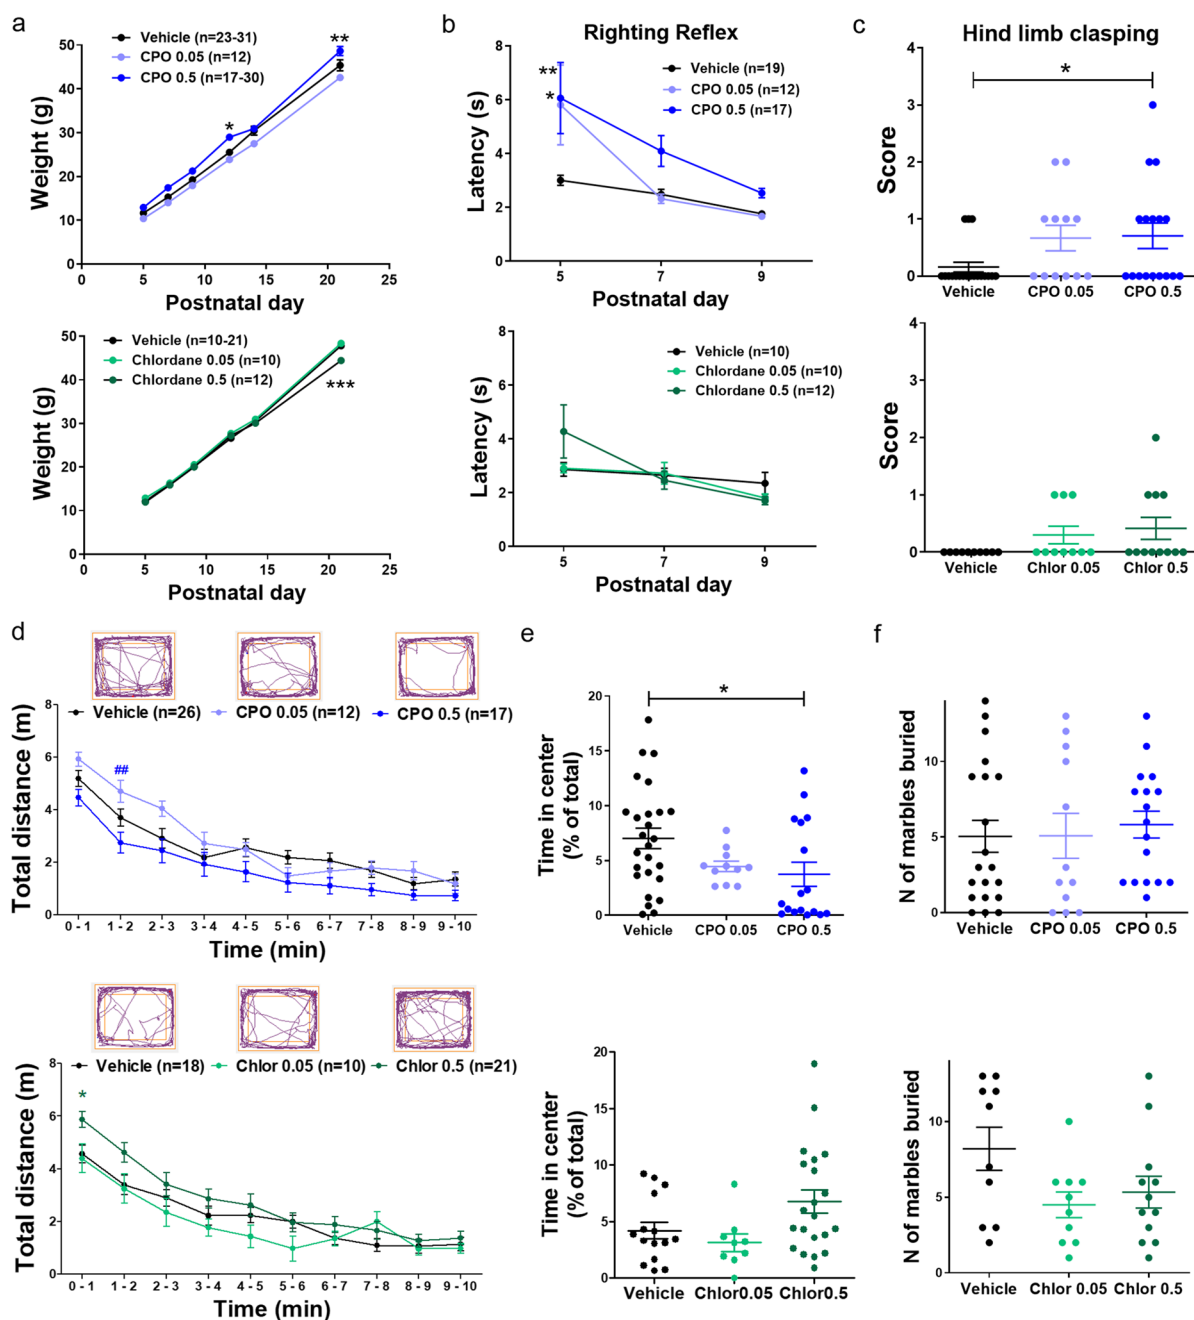 a
Vehicle (n=23-31)
CPO 0.05 (n=12)
CPO 0.5 (n=17-30)
Weight (g)
50
40
30
20
10
0
*
**
0 5 10 15 20 25
Postnatal day
Vehicle (n=10-21)
Chlordane 0.05 (n=10)
Chlordane 0.5 (n=12)
Weight (g)
50
40
30
20
10
0
***
0 5 10 15 20 25
Postnatal day
b
Righting Reflex
Vehicle (n=19)
CPO 0.05 (n=12)
CPO 0.5 (n=17)
Latency (s)
8
6
4
2
0
**
*
5 7 9
Postnatal day
Vehicle (n=10)
Chlordane 0.05 (n=10)
Chlordane 0.5 (n=12)
Latency (s)
8
6
4
2
0
5 7 9
Postnatal day
c
Hind limb clasping
*
Score
4
3
2
1
0
Vehicle CPO 0.05 CPO 0.5
Score
4
3
2
1
0
Vehicle Chlor 0.05 Chlor 0.5
d
Vehicle (n=26) CPO 0.05 (n=12) CPO 0.5 (n=17)
Total distance (m)
8
6
4
2
0
##
0 - 1 1 - 2 2 - 3 3 - 4 4 - 5 5 - 6 6 - 7 7 - 8 8 - 9 9 - 10
Time (min)
Vehicle (n=18) Chlor 0.05 (n=10) Chlor 0.5 (n=21)
Total distance (m)
8
6
4
2
0
*
0 - 1 1 - 2 2 - 3 3 - 4 4 - 5 5 - 6 6 - 7 7 - 8 8 - 9 9 - 10
Time (min)
e
*
Time in center
(% of total)
20
15
10
5
0
Vehicle CPO 0.05 CPO 0.5
Time in center
(% of total)
20
15
10
5
0
Vehicle Chlor0.05 Chlor0.5
f
N of marbles buried
10
5
0
Vehicle CPO 0.05 CPO 0.5
N of marbles buried
10
5
0
Vehicle Chlor 0.05 Chlor 0.5